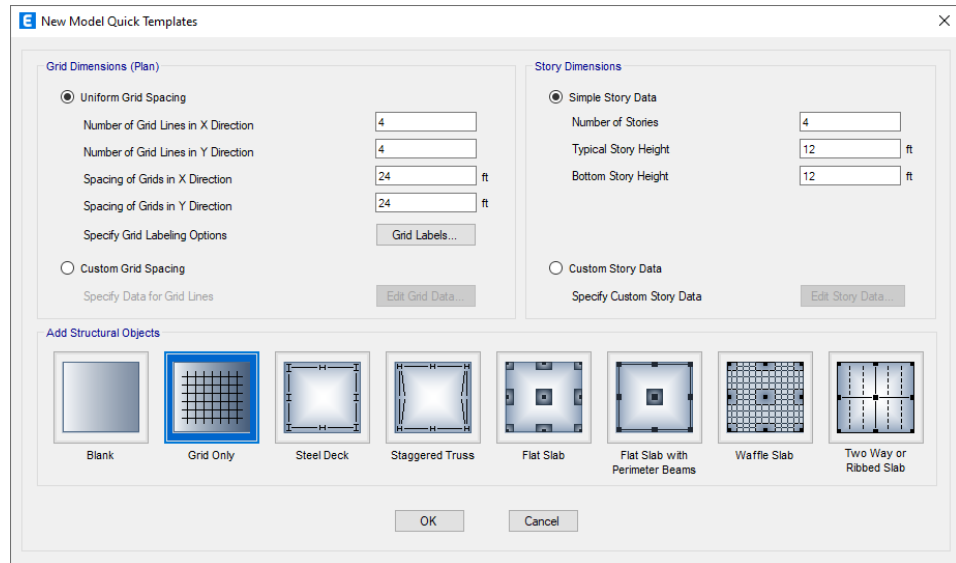 New Model Quick Templates
Grid Dimensions (Plan)
Uniform Grid Spacing
Number of Grid Lines in X Direction 4
Number of Grid Lines in Y Direction 4
Spacing of Grids in X Direction 24 ft
Spacing of Grids in Y Direction 24 ft
Specify Grid Labeling Options Grid Labels...
Custom Grid Spacing
Specify Data for Grid Lines Edit Grid Data...
Story Dimensions
Simple Story Data
Number of Stories 4
Typical Story Height 12 ft
Bottom Story Height 12 ft
Custom Story Data
Specify Custom Story Data Edit Story Data...
Add Structural Objects
Blank
Grid Only
Steel Deck
Staggered Truss
Flat Slab
Flat Slab with
Perimeter Beams
Waffle Slab
Two Way or
Ribbed Slab
OK
Cancel